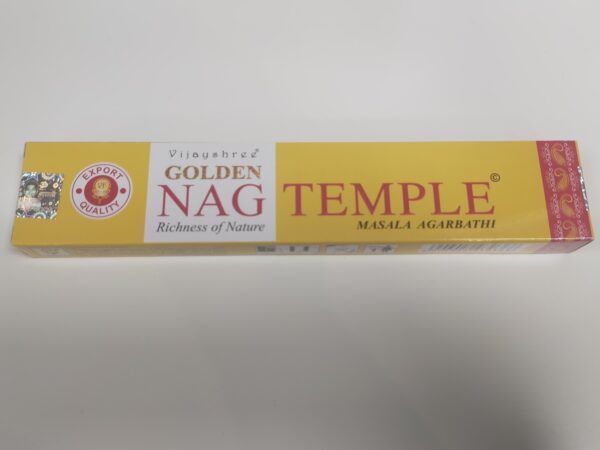 EXPORT
QUALITY
Vijayshree
GOLDEN
NAG TEMPLE ©
Richness of Nature
MASALA AGARBATHI